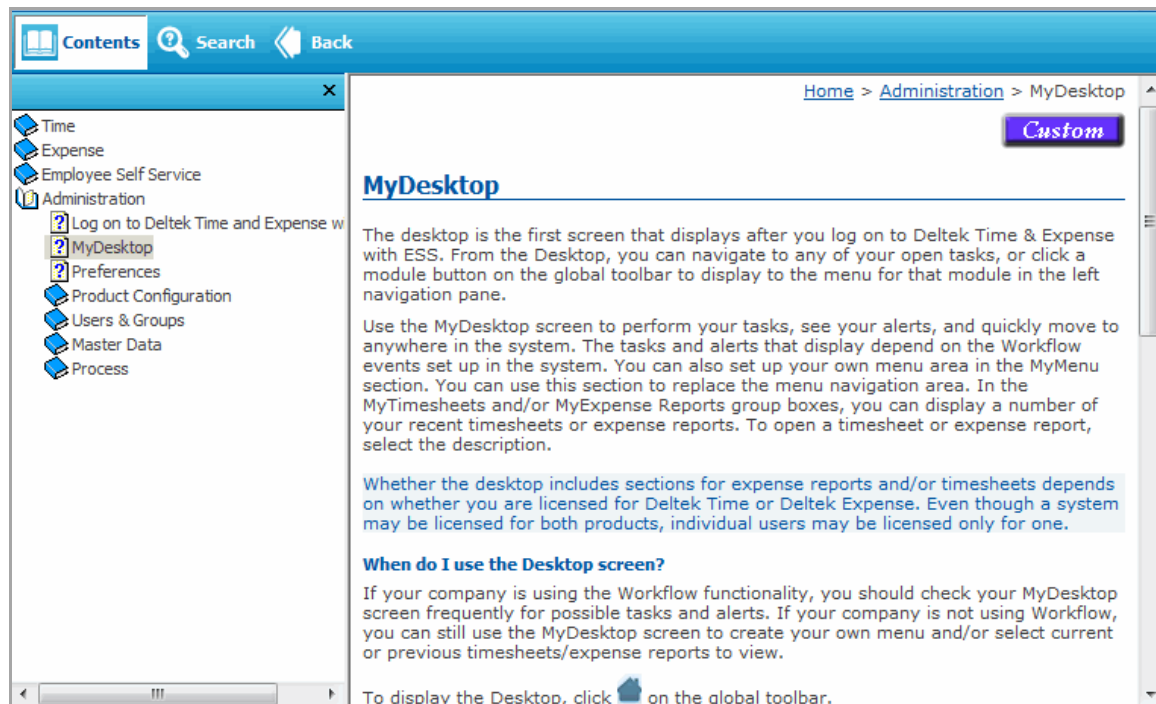 Contents Search Back
Home > Administration > MyDesktop
Custom
Time
Expense
Employee Self Service
Administration
Log on to Deltek Time and Expense w
MyDesktop
Preferences
Product Configuration
Users & Groups
Master Data
Process
MyDesktop
The desktop is the first screen that displays after you log on to Deltek Time & Expense
with ESS. From the Desktop, you can navigate to any of your open tasks, or click a
module button on the global toolbar to display to the menu for that module in the left
navigation pane.
Use the MyDesktop screen to perform your tasks, see your alerts, and quickly move to
anywhere in the system. The tasks and alerts that display depend on the Workflow
events set up in the system. You can also set up your own menu area in the MyMenu
section. You can use this section to replace the menu navigation area. In the
MyTimesheets and/or MyExpense Reports group boxes, you can display a number of
your recent timesheets or expense reports. To open a timesheet or expense report,
select the description.
Whether the desktop includes sections for expense reports and/or timesheets depends
on whether you are licensed for Deltek Time or Deltek Expense. Even though a system
may be licensed for both products, individual users may be licensed only for one.
When do I use the Desktop screen?
If your company is using the Workflow functionality, you should check your MyDesktop
screen frequently for possible tasks and alerts. If your company is not using Workflow,
you can still use the MyDesktop screen to create your own menu and/or select current
or previous timesheets/expense reports to view.
To display the Desktop, click on the global toolbar.